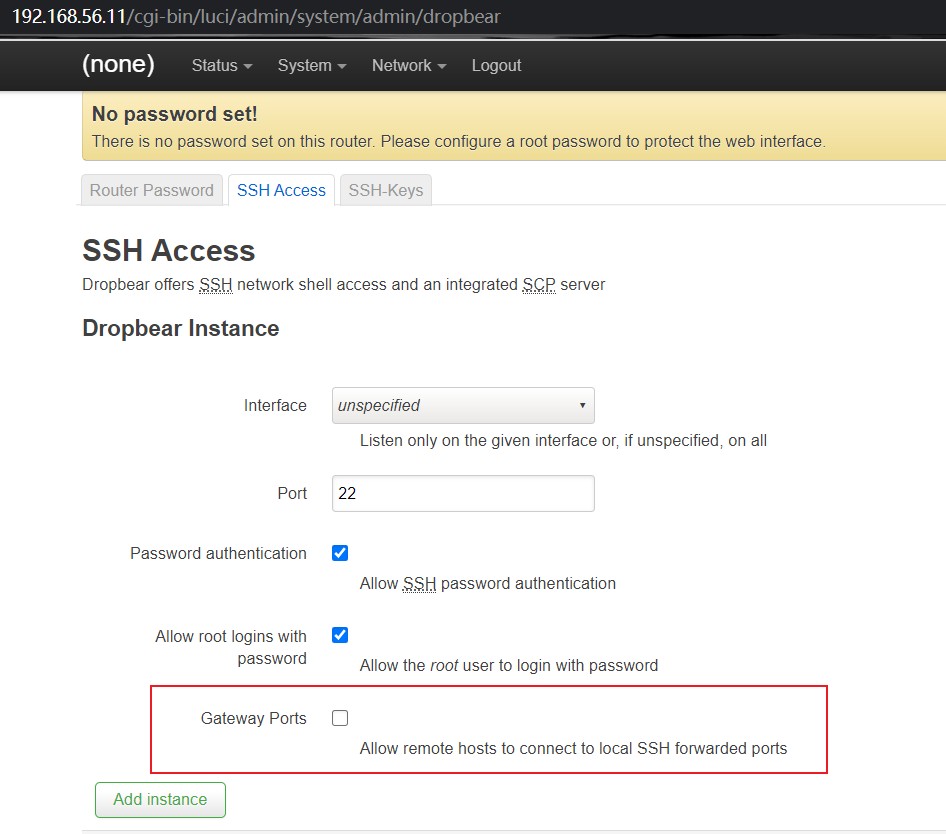 192.168.56.11/cgi-bin/luci/admin/system/admin/dropbear
(none) Status System Network Logout
No password set!
There is no password set on this router. Please configure a root password to protect the web interface.
Router Password SSH Access SSH-Keys
SSH Access
Dropbear offers SSH network shell access and an integrated SCP server
Dropbear Instance
Interface unspecified
Listen only on the given interface or, if unspecified, on all
Port 22
Password authentication
Allow SSH password authentication
Allow root logins with
password
Allow the root user to login with password
Gateway Ports
Allow remote hosts to connect to local SSH forwarded ports
Add instance